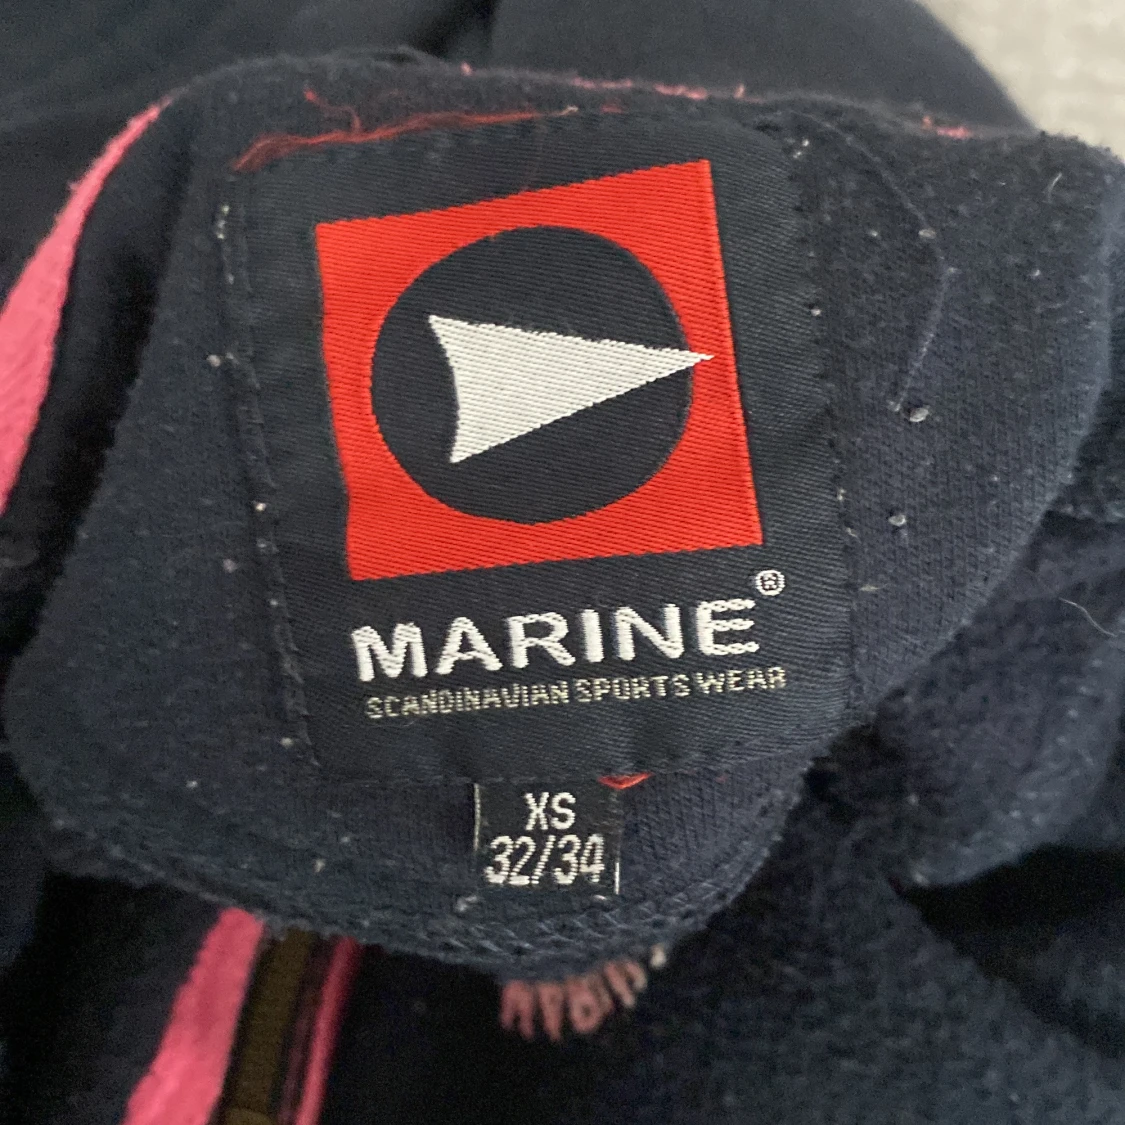 MARINE®
SCANDINAVIAN SPORTS WEAR
XS
32/34